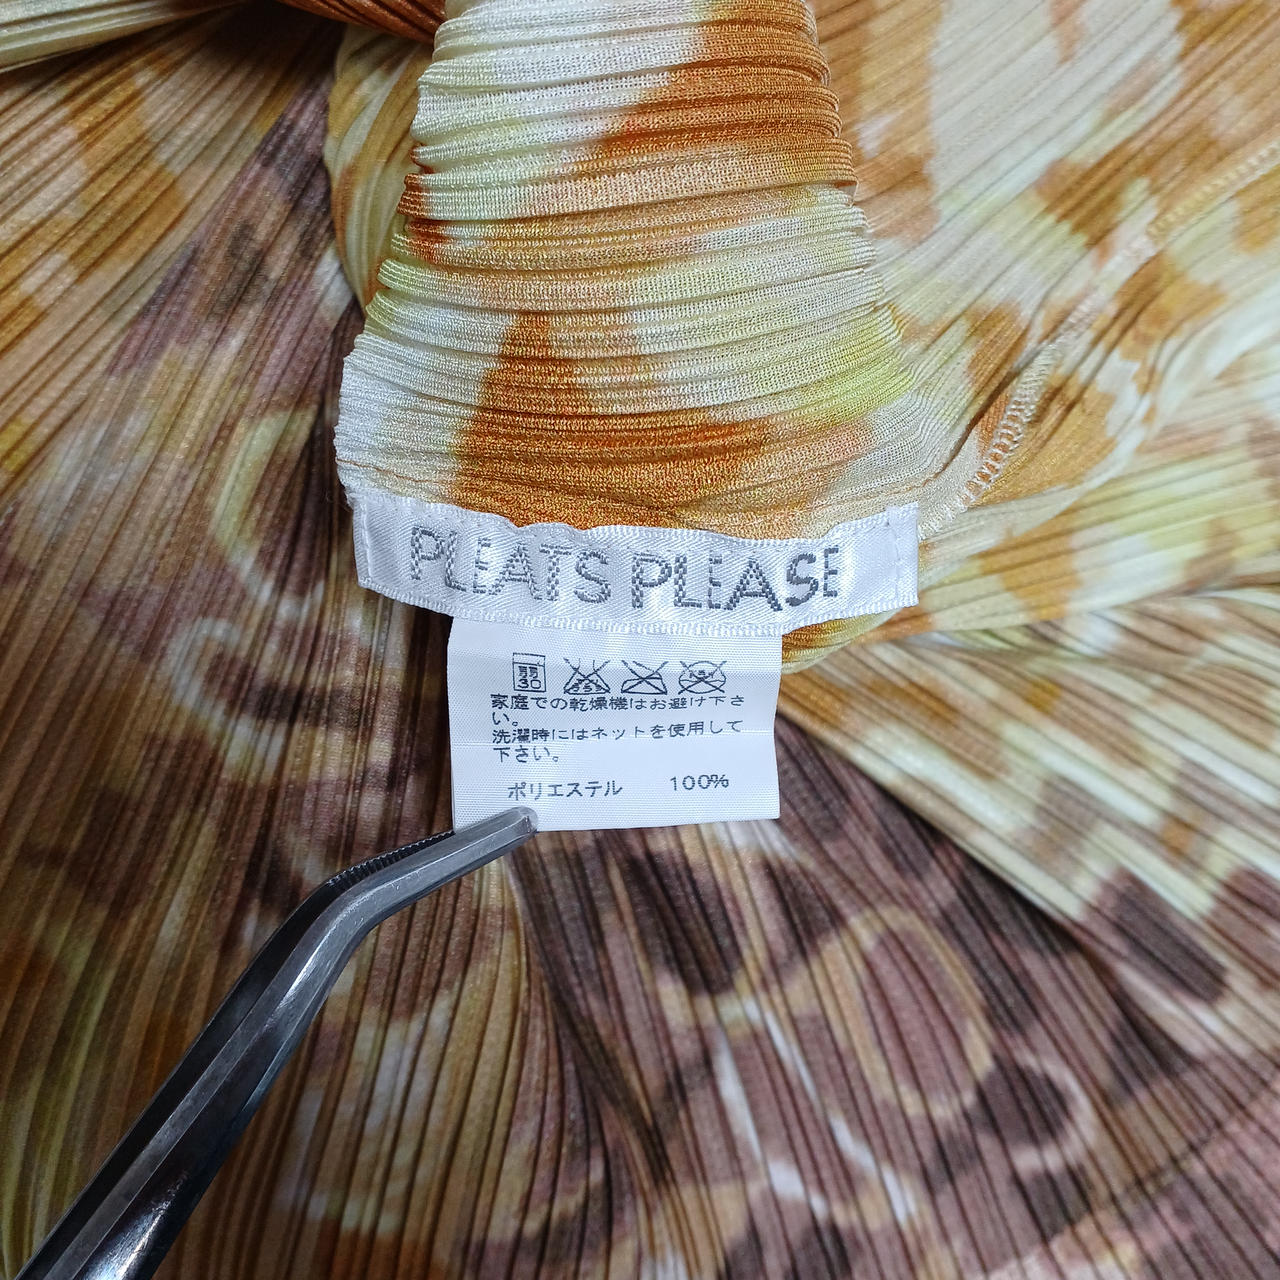 PLEATS PLEASE
30
家庭での乾燥機はお避け下さ
い。
洗濯時にはネットを使用して
下さい。
ポリエステル 100%